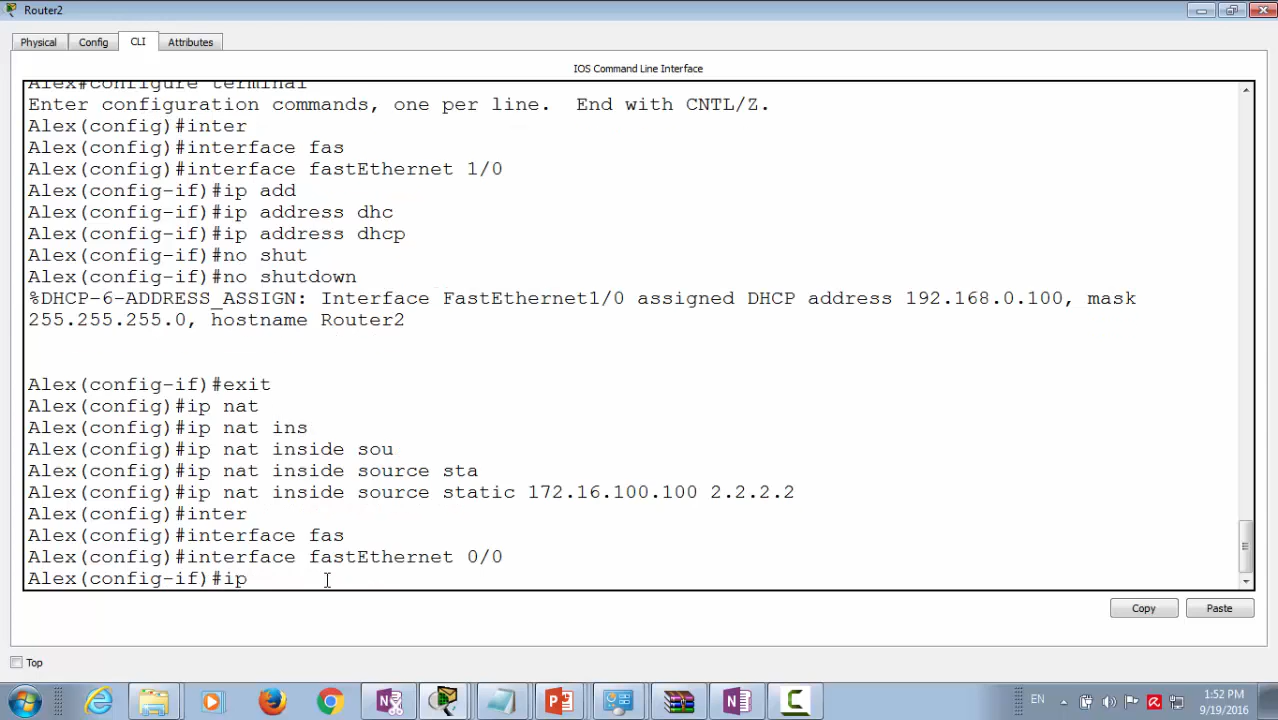 Router2
Physical Config CLI Attributes
IOS Command Line Interface
Alex#configure terminal
Enter configuration commands, one per line.  End with CNTL/Z.
Alex(config)#inter
Alex(config)#interface fas
Alex(config)#interface fastEthernet 1/0
Alex(config-if)#ip add
Alex(config-if)#ip address dhc
Alex(config-if)#ip address dhcp
Alex(config-if)#no shut
Alex(config-if)#no shutdown
%DHCP-6-ADDRESS_ASSIGN: Interface FastEthernet1/0 assigned DHCP address 192.168.0.100, mask
255.255.255.0, hostname Router2
Alex(config-if)#exit
Alex(config)#ip nat
Alex(config)#ip nat ins
Alex(config)#ip nat inside sou
Alex(config)#ip nat inside source sta
Alex(config)#ip nat inside source static 172.16.100.100 2.2.2.2
Alex(config)#inter
Alex(config)#interface fas
Alex(config)#interface fastEthernet 0/0
Alex(config-if)#ip
Copy Paste
Top
EN 1:52 PM
9/19/2016